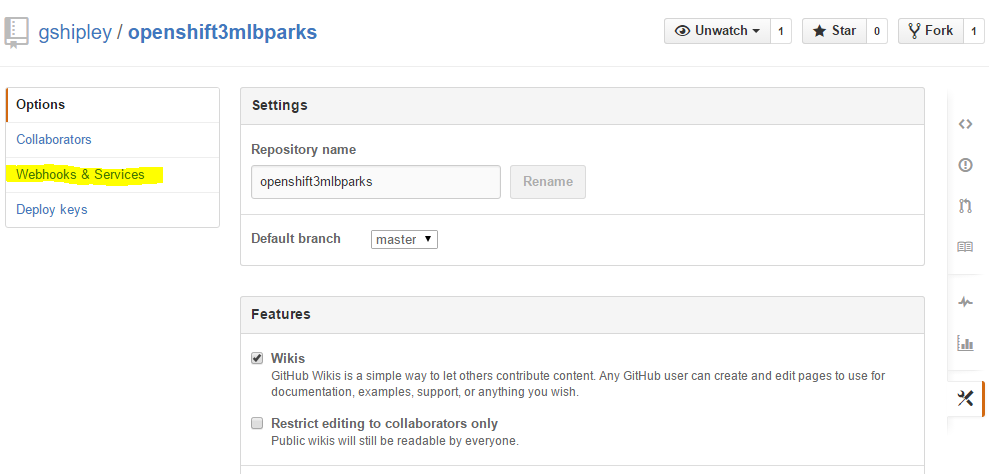 gshipley / openshift3mlbparks
Unwatch 1 Star 0 Fork 1
Options
Collaborators
Webhooks & Services
Deploy keys
Settings
Repository name
openshift3mlbparks Rename
Default branch master
Features
Wikis
GitHub Wikis is a simple way to let others contribute content. Any GitHub user can create and edit pages to use for
documentation, examples, support, or anything you wish.
Restrict editing to collaborators only
Public wikis will still be readable by everyone.